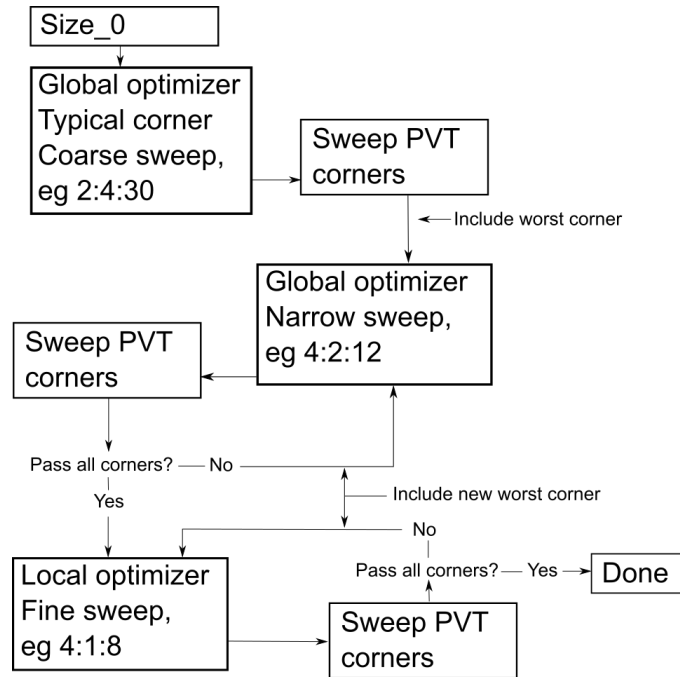 Size_0
Global optimizer
Typical corner
Coarse sweep,
eg 2:4:30
Sweep PVT
corners
Include worst corner
Global optimizer
Narrow sweep,
eg 4:2:12
Sweep PVT
corners
Pass all corners?
No
Yes
Include new worst corner
No
Local optimizer
Fine sweep,
eg 4:1:8
Pass all corners?
Yes
Done
Sweep PVT
corners